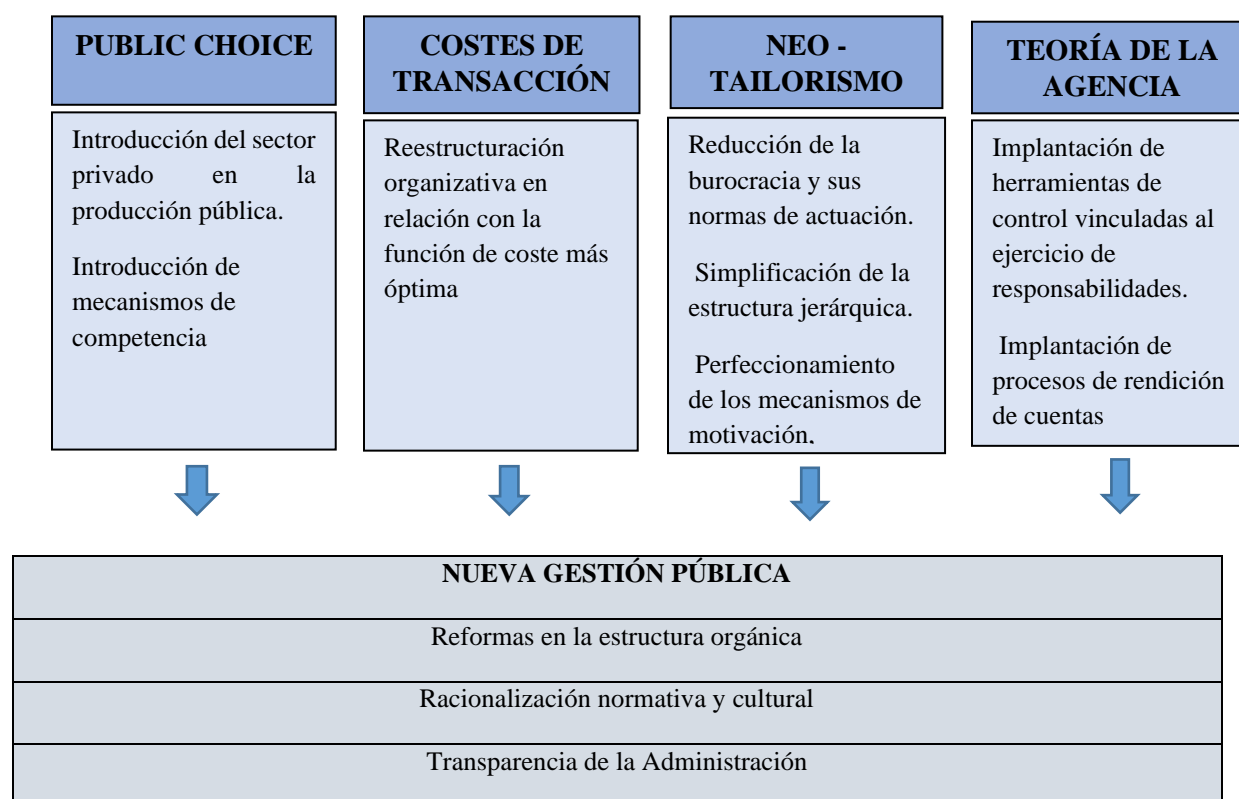 PUBLIC CHOICE
Introducción del sector
privado en la
producción pública.
Introducción de
mecanismos de
competencia
COSTES DE
TRANSACCIÓN
Reestructuración
organizativa en
relación con la
función de coste más
óptima
NEO -
TAILORISMO
Reducción de la
burocracia y sus
normas de actuación.
Simplificación de la
estructura jerárquica.
Perfeccionamiento
de los mecanismos de
motivación,
TEORÍA DE LA
AGENCIA
Implantación de
herramientas de
control vinculadas al
ejercicio de
responsabilidades.
Implantación de
procesos de rendición
de cuentas
NUEVA GESTIÓN PÚBLICA
Reformas en la estructura orgánica
Racionalización normativa y cultural
Transparencia de la Administración